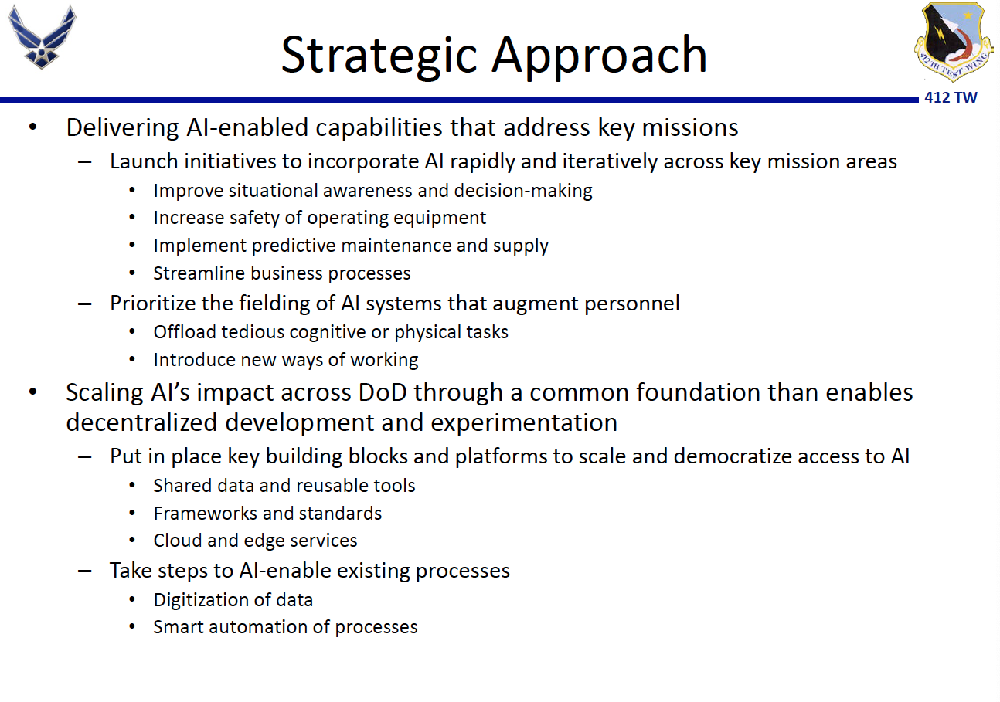 Strategic Approach
412TH TEST WING
412 TW
• Delivering AI-enabled capabilities that address key missions
– Launch initiatives to incorporate AI rapidly and iteratively across key mission areas
• Improve situational awareness and decision-making
• Increase safety of operating equipment
• Implement predictive maintenance and supply
• Streamline business processes
– Prioritize the fielding of AI systems that augment personnel
• Offload tedious cognitive or physical tasks
• Introduce new ways of working
• Scaling AI’s impact across DoD through a common foundation than enables
decentralized development and experimentation
– Put in place key building blocks and platforms to scale and democratize access to AI
• Shared data and reusable tools
• Frameworks and standards
• Cloud and edge services
– Take steps to AI-enable existing processes
• Digitization of data
• Smart automation of processes